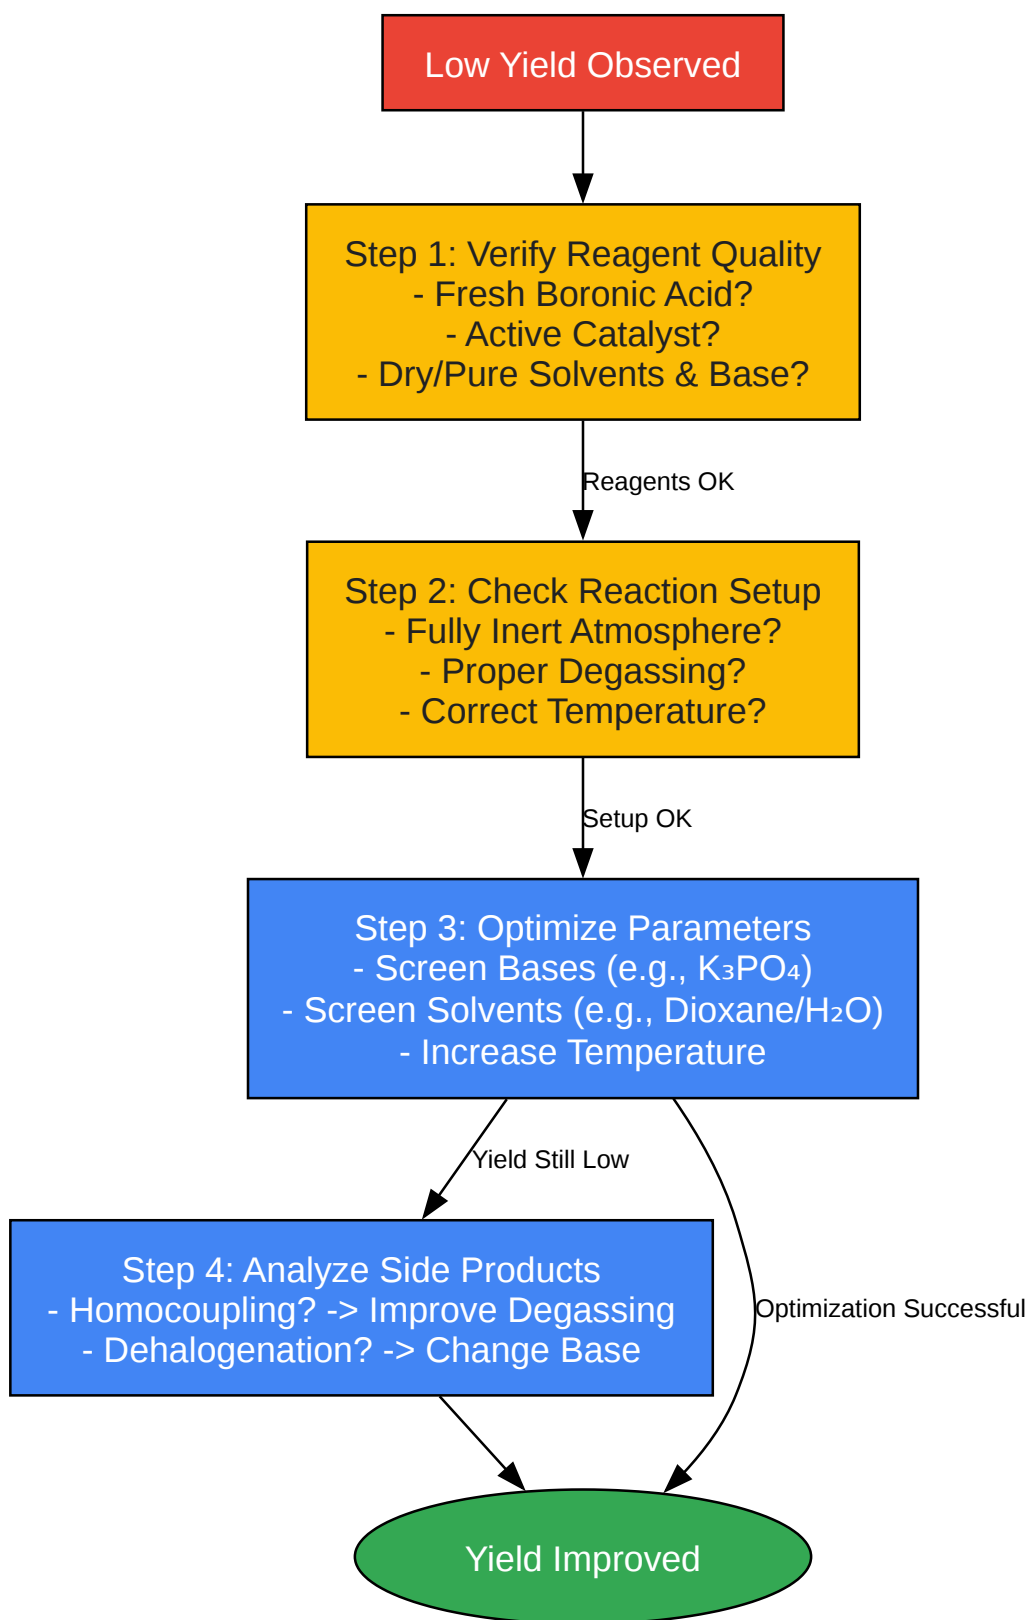 Low Yield Observed
Step 1: Verify Reagent Quality
- Fresh Boronic Acid?
- Active Catalyst?
- Dry/Pure Solvents & Base?
Reagents OK
Step 2: Check Reaction Setup
- Fully Inert Atmosphere?
- Proper Degassing?
- Correct Temperature?
Setup OK
Step 3: Optimize Parameters
- Screen Bases (e.g., K₃PO₄)
- Screen Solvents (e.g., Dioxane/H₂O)
- Increase Temperature
Yield Still Low
Step 4: Analyze Side Products
- Homocoupling? -> Improve Degassing
- Dehalogenation? -> Change Base
Optimization Successful
Yield Improved